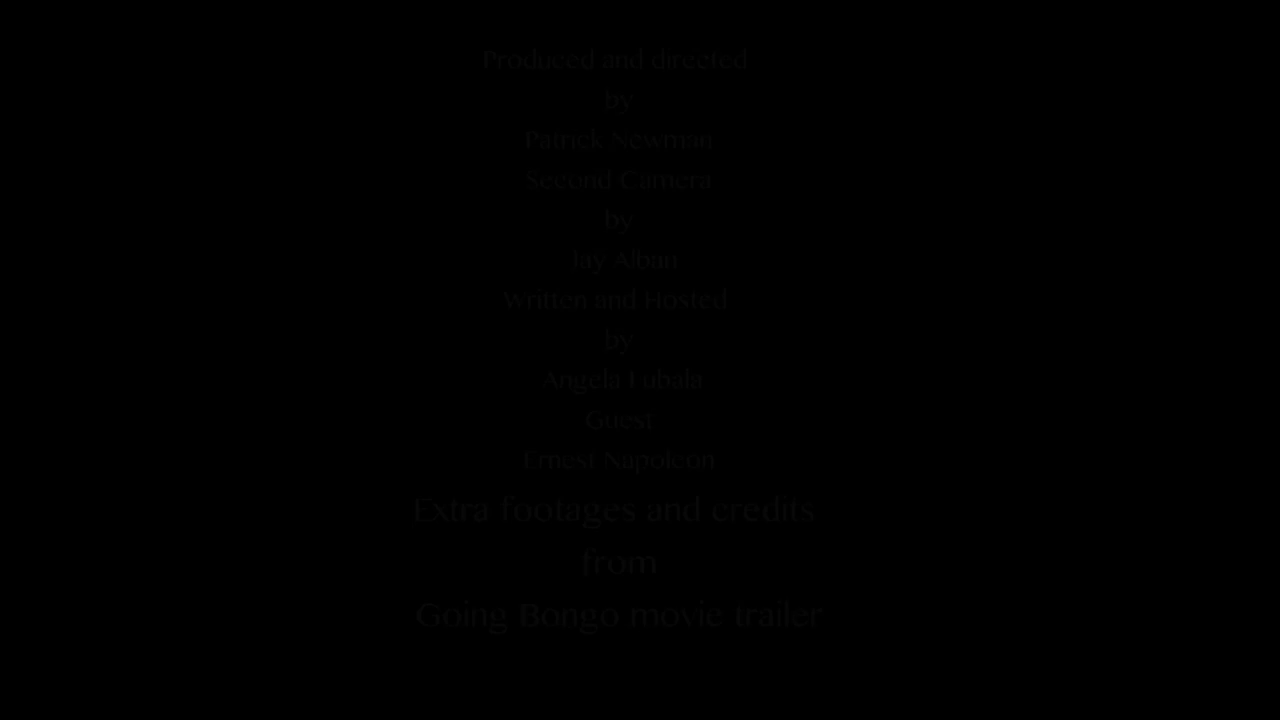 Produced and directed
by
Patrick Newman
Second Camera
by
Jay Alban
Written and Hosted
by
Angela Lubala
Guest
Ernest Napoleon
Extra footages and credits
from
Going Bongo movie trailer